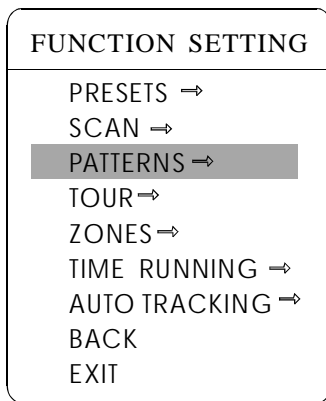 FUNCTION SETTING
PRESETS ⇒
SCAN ⇒
PATTERNS ⇒
TOUR ⇒
ZONES ⇒
TIME RUNNING ⇒
AUTO TRACKING ⇒
BACK
EXIT